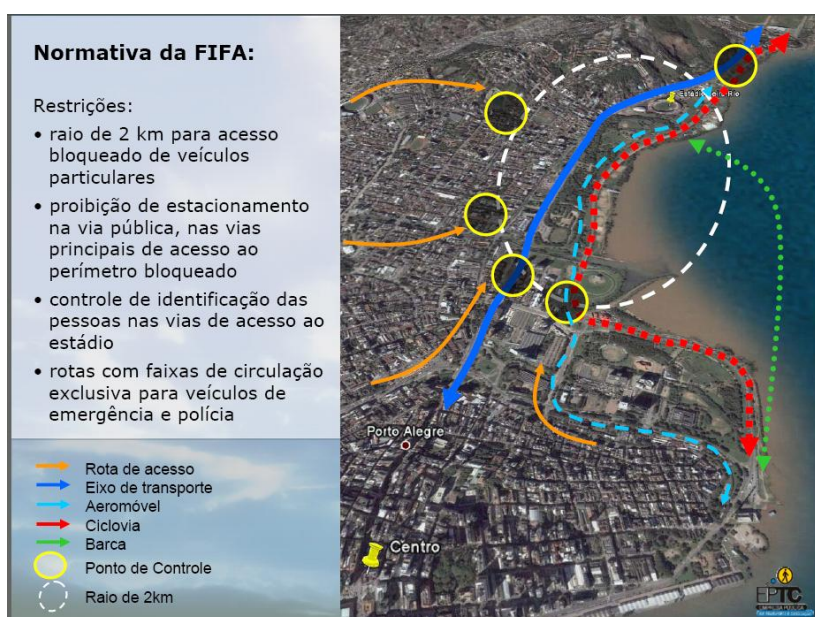 Normativa da FIFA:
Restrições:
• raio de 2 km para acesso
bloqueado de veículos
particulares
• proibição de estacionamento
na via pública, nas vias
principais de acesso ao
perímetro bloqueado
• controle de identificação das
pessoas nas vias de acesso ao
estádio
• rotas com faixas de circulação
exclusiva para veículos de
emergência e polícia
Rota de acesso
Eixo de transporte
Aeromóvel
Ciclovia
Barca
Ponto de Controle
Raio de 2km
Porto Alegre
Centro
EPTC